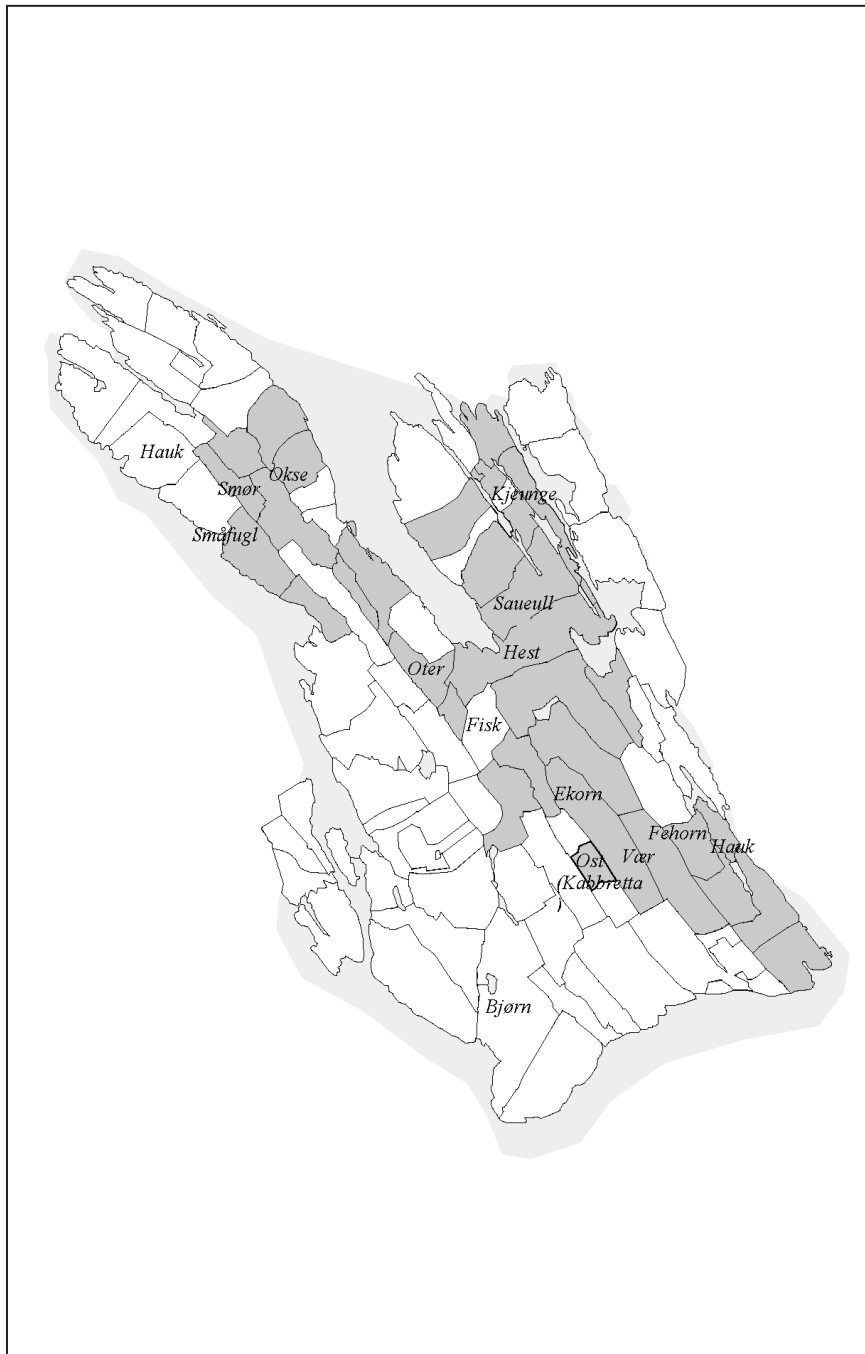 Hauk
Okse
Smør
Småfugl
Kjeunge
Saueull
Hest
Oter
Fisk
Ekorn
Fehorn
Vær
Hauk
Ost
(Kabbretta
Bjørn